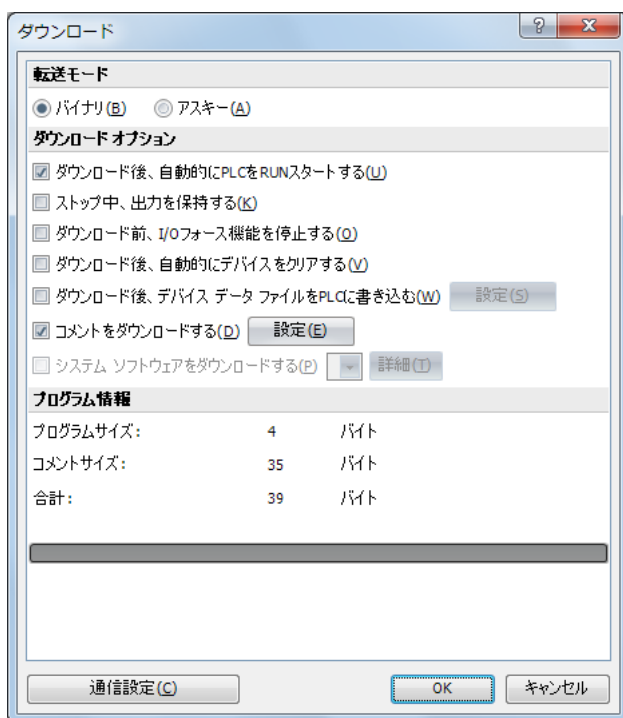 ダウンロード
転送モード
バイナリ(B) アスキー(A)
ダウンロード オプション
ダウンロード後、自動的にPLCをRUNスタートする(U)
ストップ中、出力を保持する(K)
ダウンロード前、I/Oフォース機能を停止する(O)
ダウンロード後、自動的にデバイスをクリアする(V)
ダウンロード後、デバイス データ ファイルをPLCに書き込む(W) 設定(S)
コメントをダウンロードする(D) 設定(E)
システム ソフトウェアをダウンロードする(P) 詳細(T)
プログラム情報
プログラムサイズ: 4 バイト
コメントサイズ: 35 バイト
合計: 39 バイト
通信設定(C) OK キャンセル